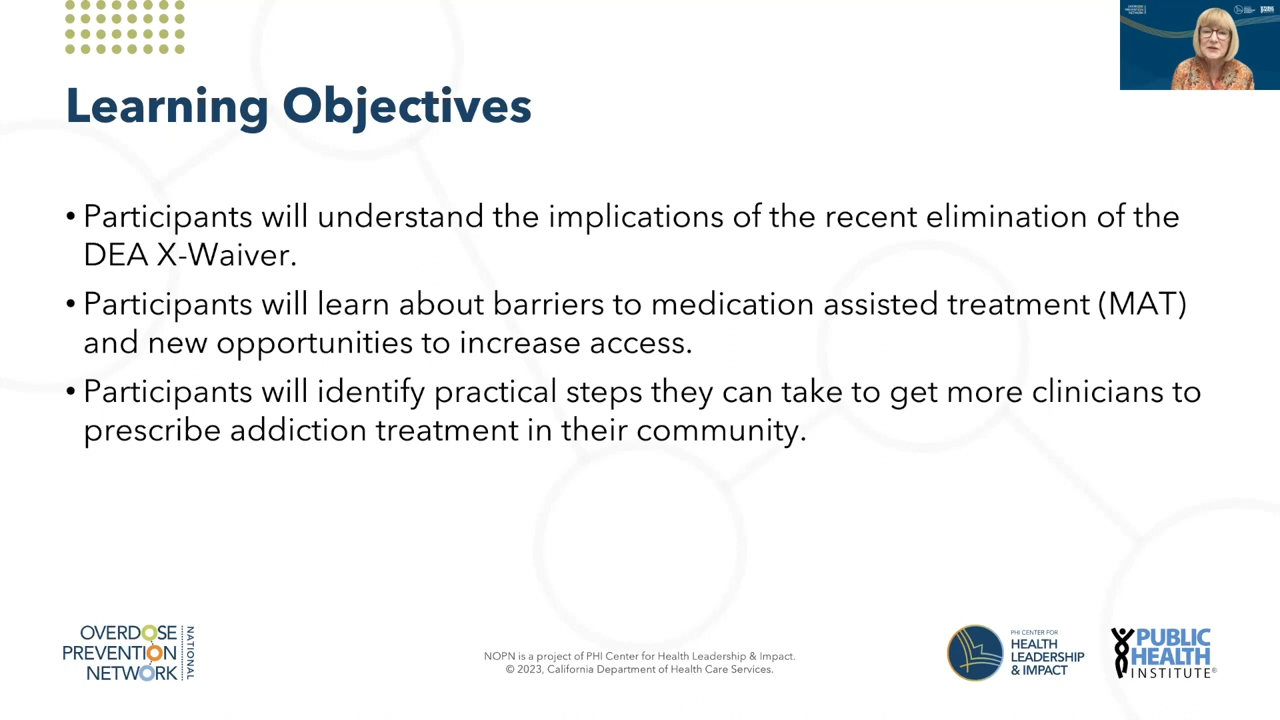 Learning Objectives
• Participants will understand the implications of the recent elimination of the
DEA X-Waiver.
• Participants will learn about barriers to medication assisted treatment (MAT)
and new opportunities to increase access.
• Participants will identify practical steps they can take to get more clinicians to
prescribe addiction treatment in their community.
OVERDOSE
PREVENTION
NETWORK
NATIONAL
NOPN is a project of PHI Center for Health Leadership & Impact.
© 2023, California Department of Health Care Services.
PHI CENTER FOR
HEALTH
LEADERSHIP
& IMPACT
PUBLIC
HEALTH
INSTITUTE®